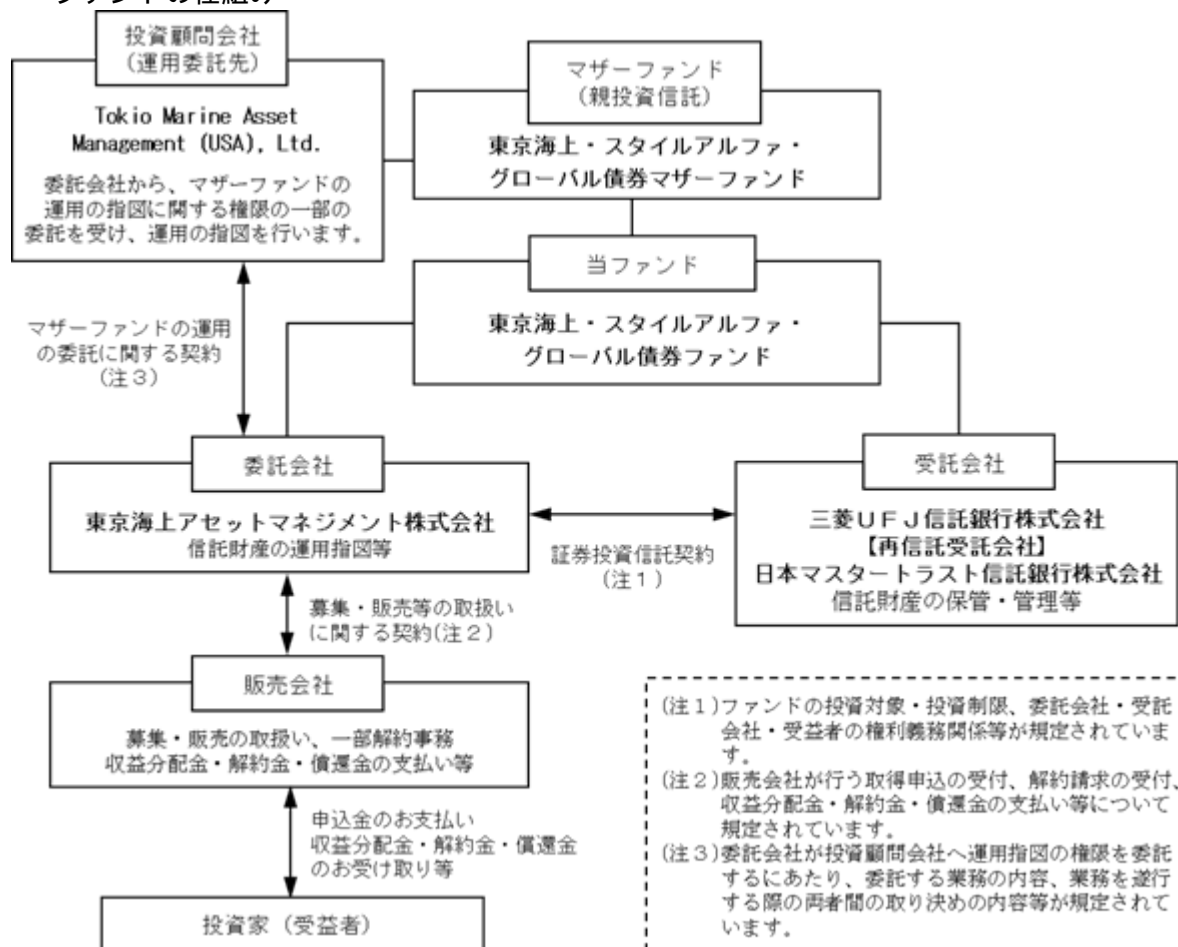 ファンドの仕組み
投資顧問会社
(運用委託先)
Tokio Marine Asset
Management (USA), Ltd.
委託会社から、マザーファンドの
運用の指図に関する権限の一部の
委託を受け、運用の指図を行います。
マザーファンド
(親投資信託)
東京海上・スタイルアルファ・
グローバル債券マザーファンド
当ファンド
東京海上・スタイルアルファ・
グローバル債券ファンド
マザーファンドの運用
の委託に関する契約
(注3)
委託会社
東京海上アセットマネジメント株式会社
信託財産の運用指図等
証券投資信託契約
(注1)
受託会社
三菱UFJ信託銀行株式会社
【再信託受託会社】
日本マスタートラスト信託銀行株式会社
信託財産の保管・管理等
募集・販売等の取扱い
に関する契約(注2)
販売会社
募集・販売の取扱い、一部解約事務
収益分配金・解約金・償還金の支払い等
申込金のお支払い
収益分配金・解約金・償還金
のお受け取り等
投資家(受益者)
(注1)ファンドの投資対象・投資制限、委託会社・受託
会社・受益者の権利義務関係等が規定されていま
す。
(注2)販売会社が行う取得申込の受付、解約請求の受付、
収益分配金・解約金・償還金の支払い等について
規定されています。
(注3)委託会社が投資顧問会社へ運用指図の権限を委託
するにあたり、委託する業務の内容、業務を遂行
する際の両者間の取り決めの内容等が規定されて
います。